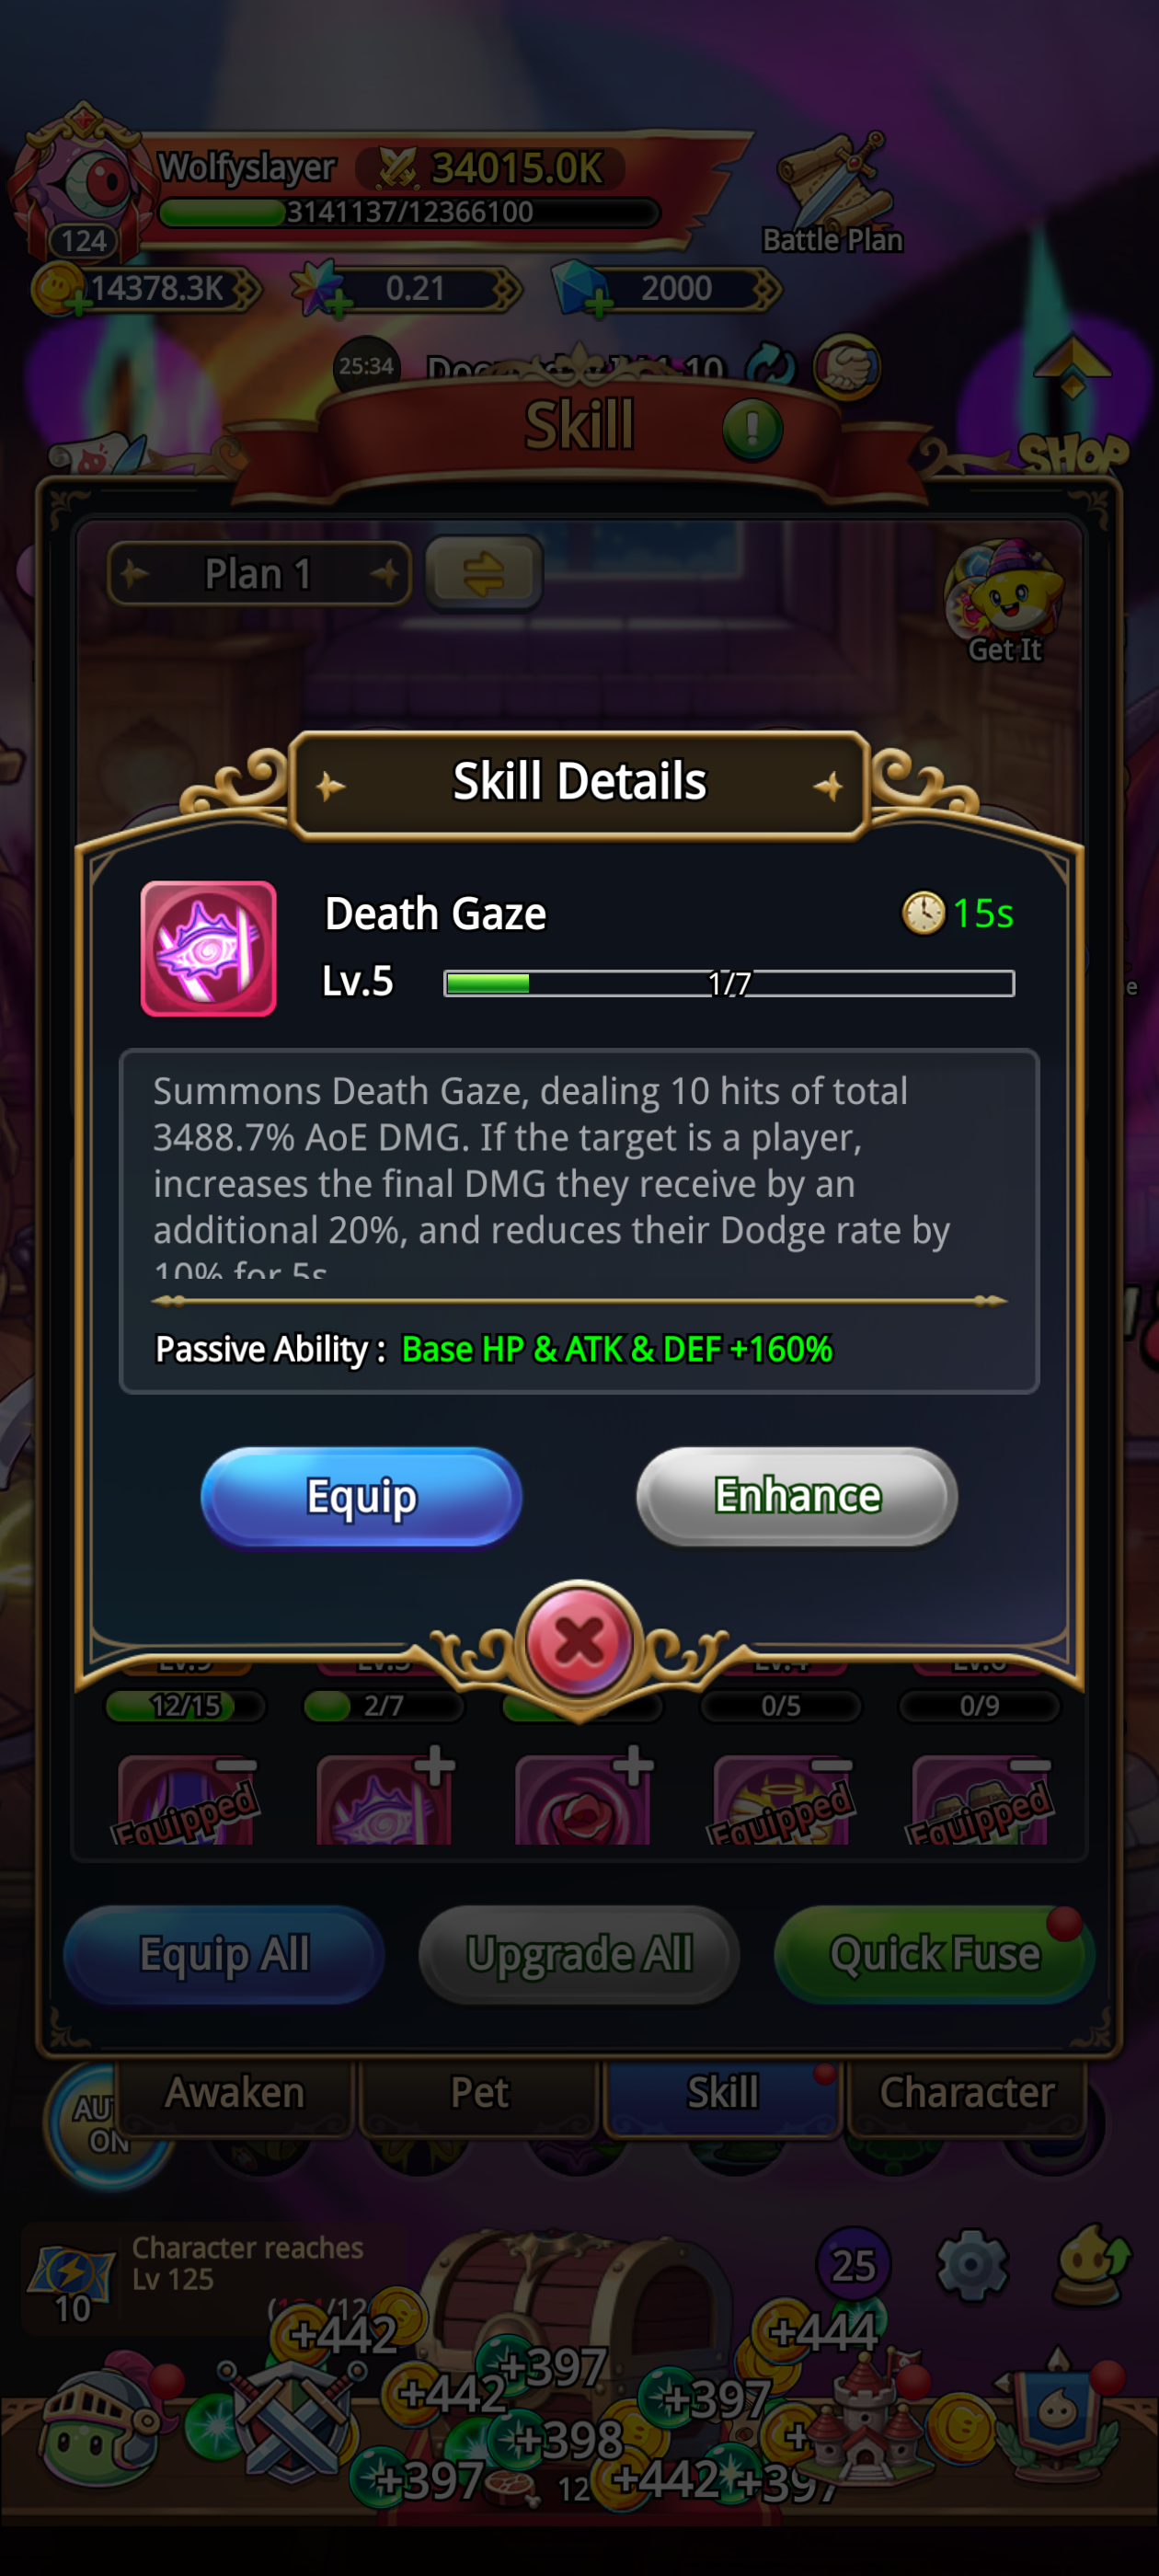 Wolfyslayer 34015.0K
3141137/12366100
124
Battle Plan
14378.3K 0.21 2000
25:34
Skill
SHOP
Plan 1
Get It
Skill Details
Death Gaze 15s
Lv.5 1/7
Summons Death Gaze, dealing 10 hits of total
3488.7% AoE DMG. If the target is a player,
increases the final DMG they receive by an
additional 20%, and reduces their Dodge rate by
10% for 5s
Passive Ability : Base HP & ATK & DEF +160%
Equip Enhance
12/15 2/7 0/5 0/9
Equipped Equipped Equipped
Equip All Upgrade All Quick Fuse
Awaken Pet Skill Character
ON
Character reaches
Lv 125
10
25
+442 +444
+397
+442 +397
+398
+397 12 +442 +397